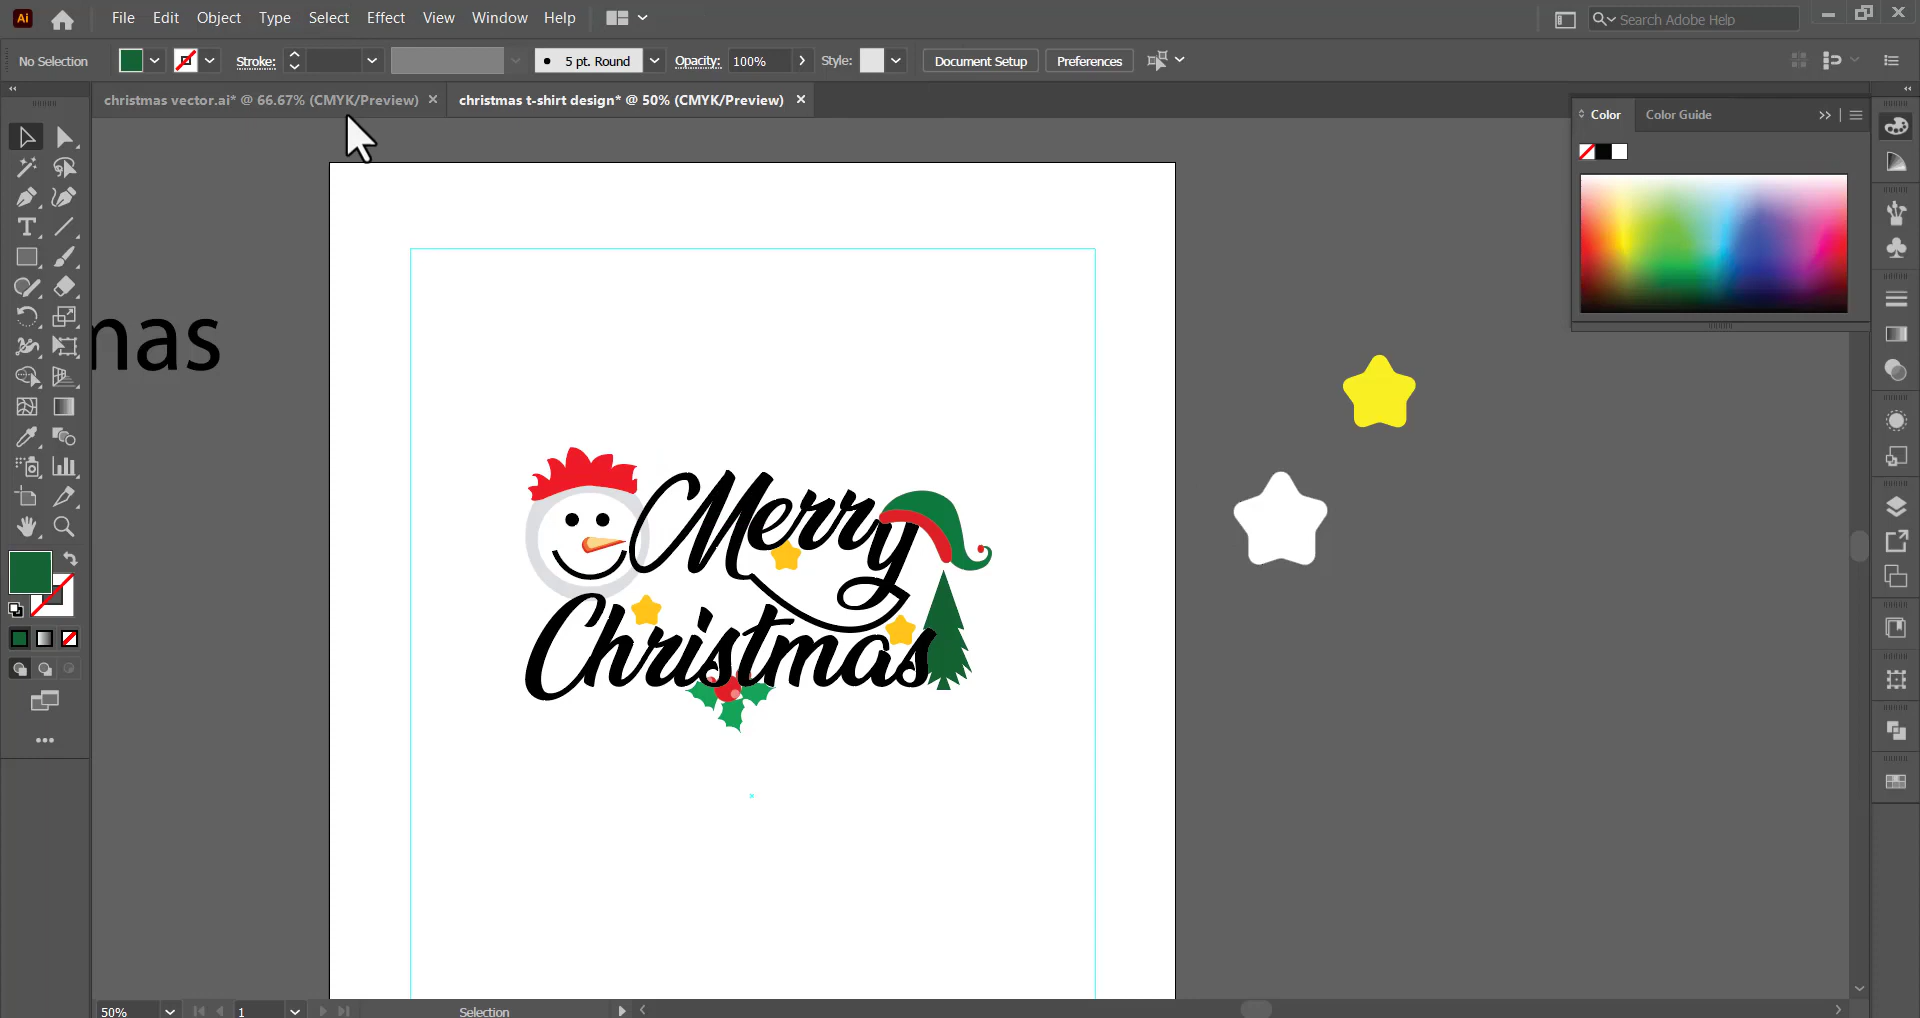 Ai File Edit Object Type Select Effect View Window Help Search Adobe Help
No Selection Stroke: 5 pt. Round Opacity: 100% Style: Document Setup Preferences
christmas vector.ai* @ 66.67% (CMYK/Preview) christmas t-shirt design* @ 50% (CMYK/Preview)
Color Color Guide
mas
Merry
Christmas
50% 1 Selection